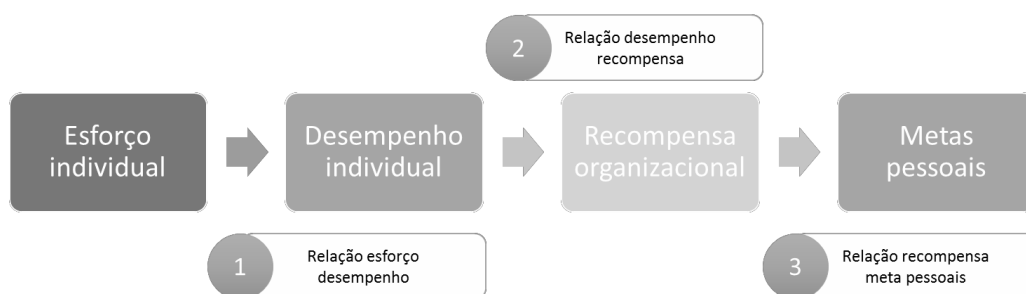 2
Relação desempenho
recompensa
Esforço
individual
Desempenho
individual
Recompensa
organizacional
Metas
pessoais
1
Relação esforço
desempenho
3
Relação recompensa
meta pessoais